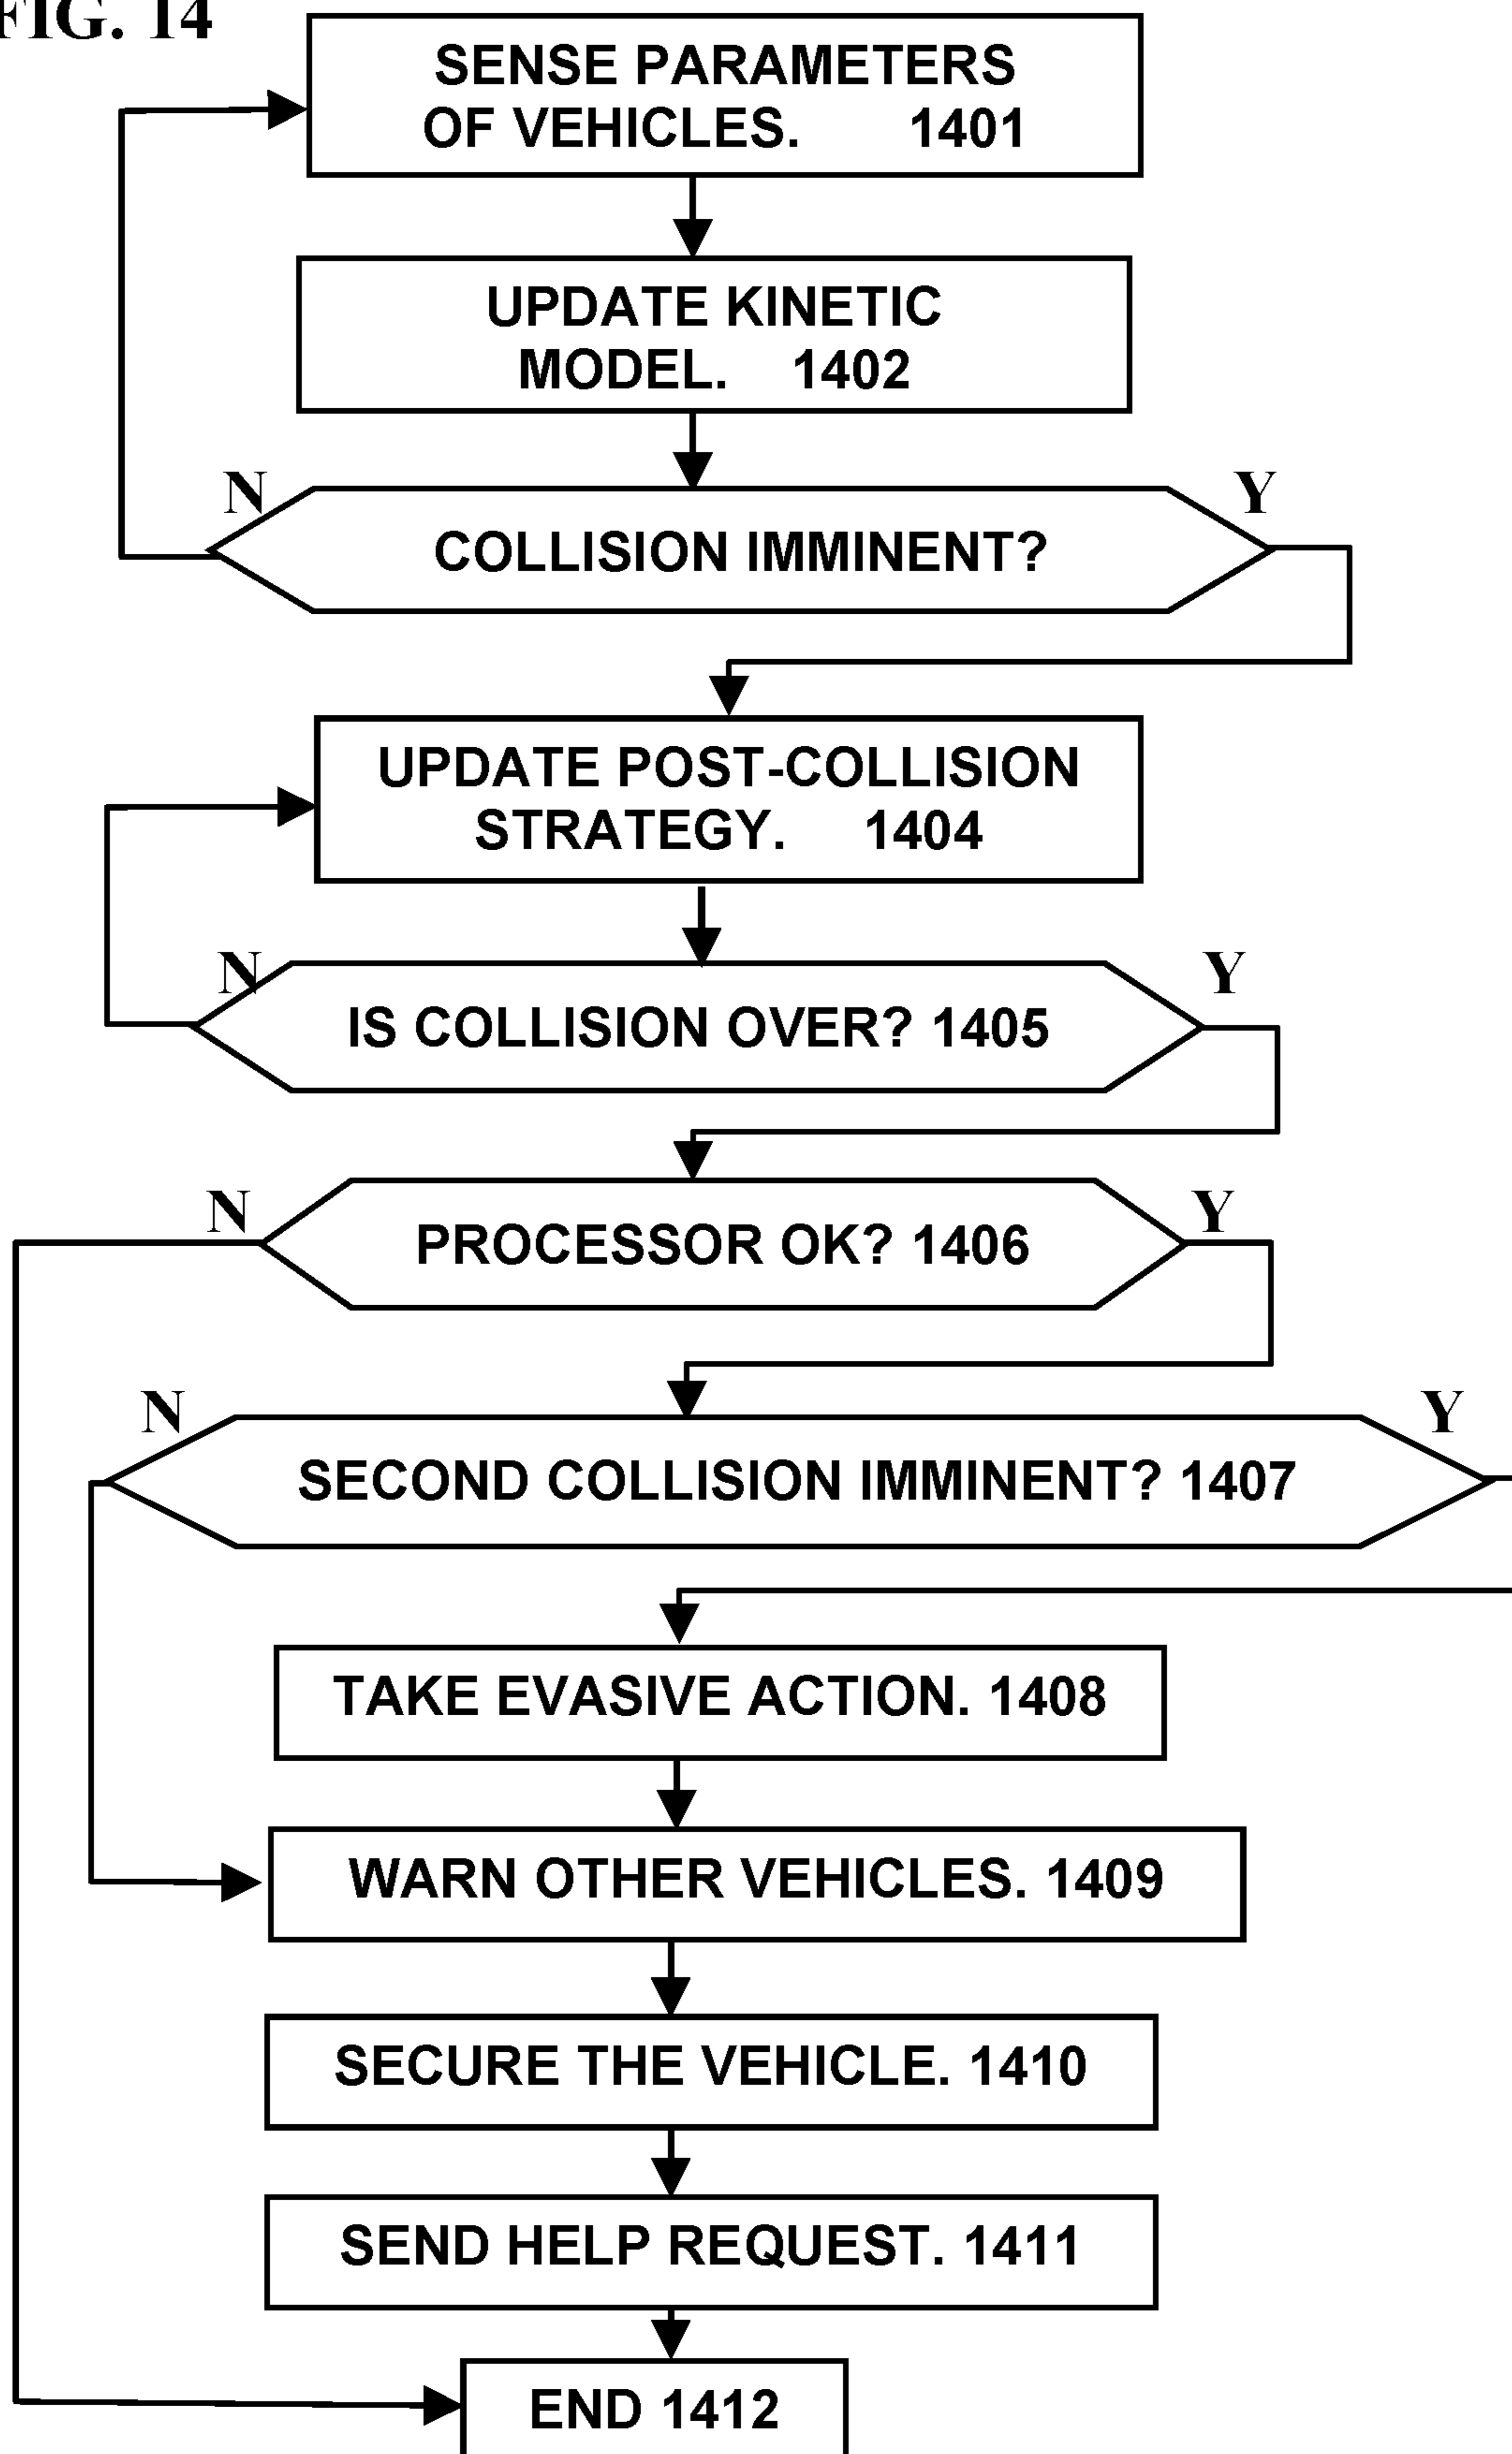 FIG. 14
SENSE PARAMETERS
OF VEHICLES. 1401
UPDATE KINETIC
MODEL. 1402
N
Y
COLLISION IMMINENT?
UPDATE POST-COLLISION
STRATEGY. 1404
N
Y
IS COLLISION OVER? 1405
N
Y
PROCESSOR OK? 1406
N
Y
SECOND COLLISION IMMINENT? 1407
TAKE EVASIVE ACTION. 1408
WARN OTHER VEHICLES. 1409
SECURE THE VEHICLE. 1410
SEND HELP REQUEST. 1411
END 1412